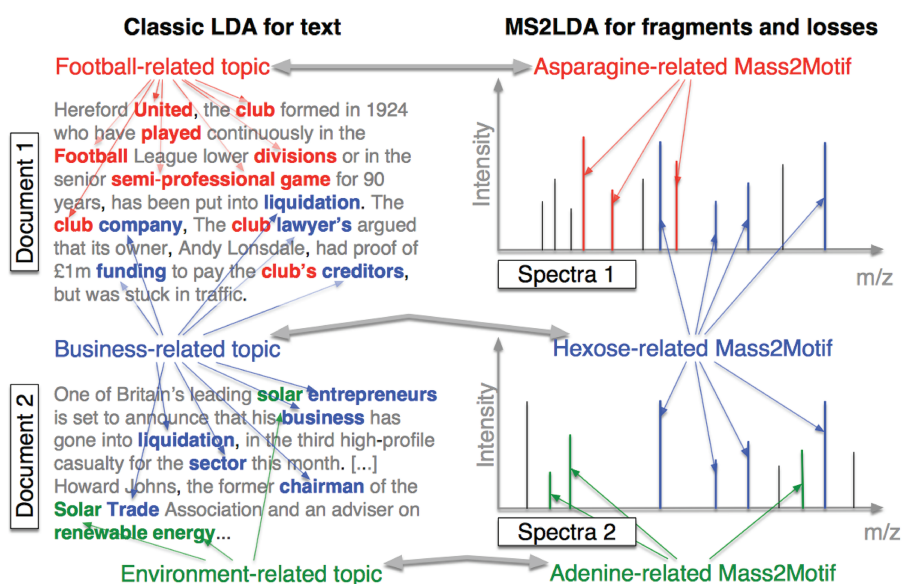 Classic LDA for text
MS2LDA for fragments and losses
Football-related topic
Asparagine-related Mass2Motif
Document 1
Hereford United, the club formed in 1924
who have played continuously in the
Football League lower divisions or in the
senior semi-professional game for 90
years, has been put into liquidation. The
club company, The club lawyer's argued
that its owner, Andy Lonsdale, had proof of
£1m funding to pay the club's creditors,
but was stuck in traffic.
Intensity
Spectra 1
m/z
Business-related topic
Hexose-related Mass2Motif
Document 2
One of Britain's leading solar entrepreneurs
is set to announce that his business has
gone into liquidation, in the third high-profile
casualty for the sector this month. [...]
Howard Johns, the former chairman of the
Solar Trade Association and an adviser on
renewable energy...
Intensity
Spectra 2
m/z
Environment-related topic
Adenine-related Mass2Motif